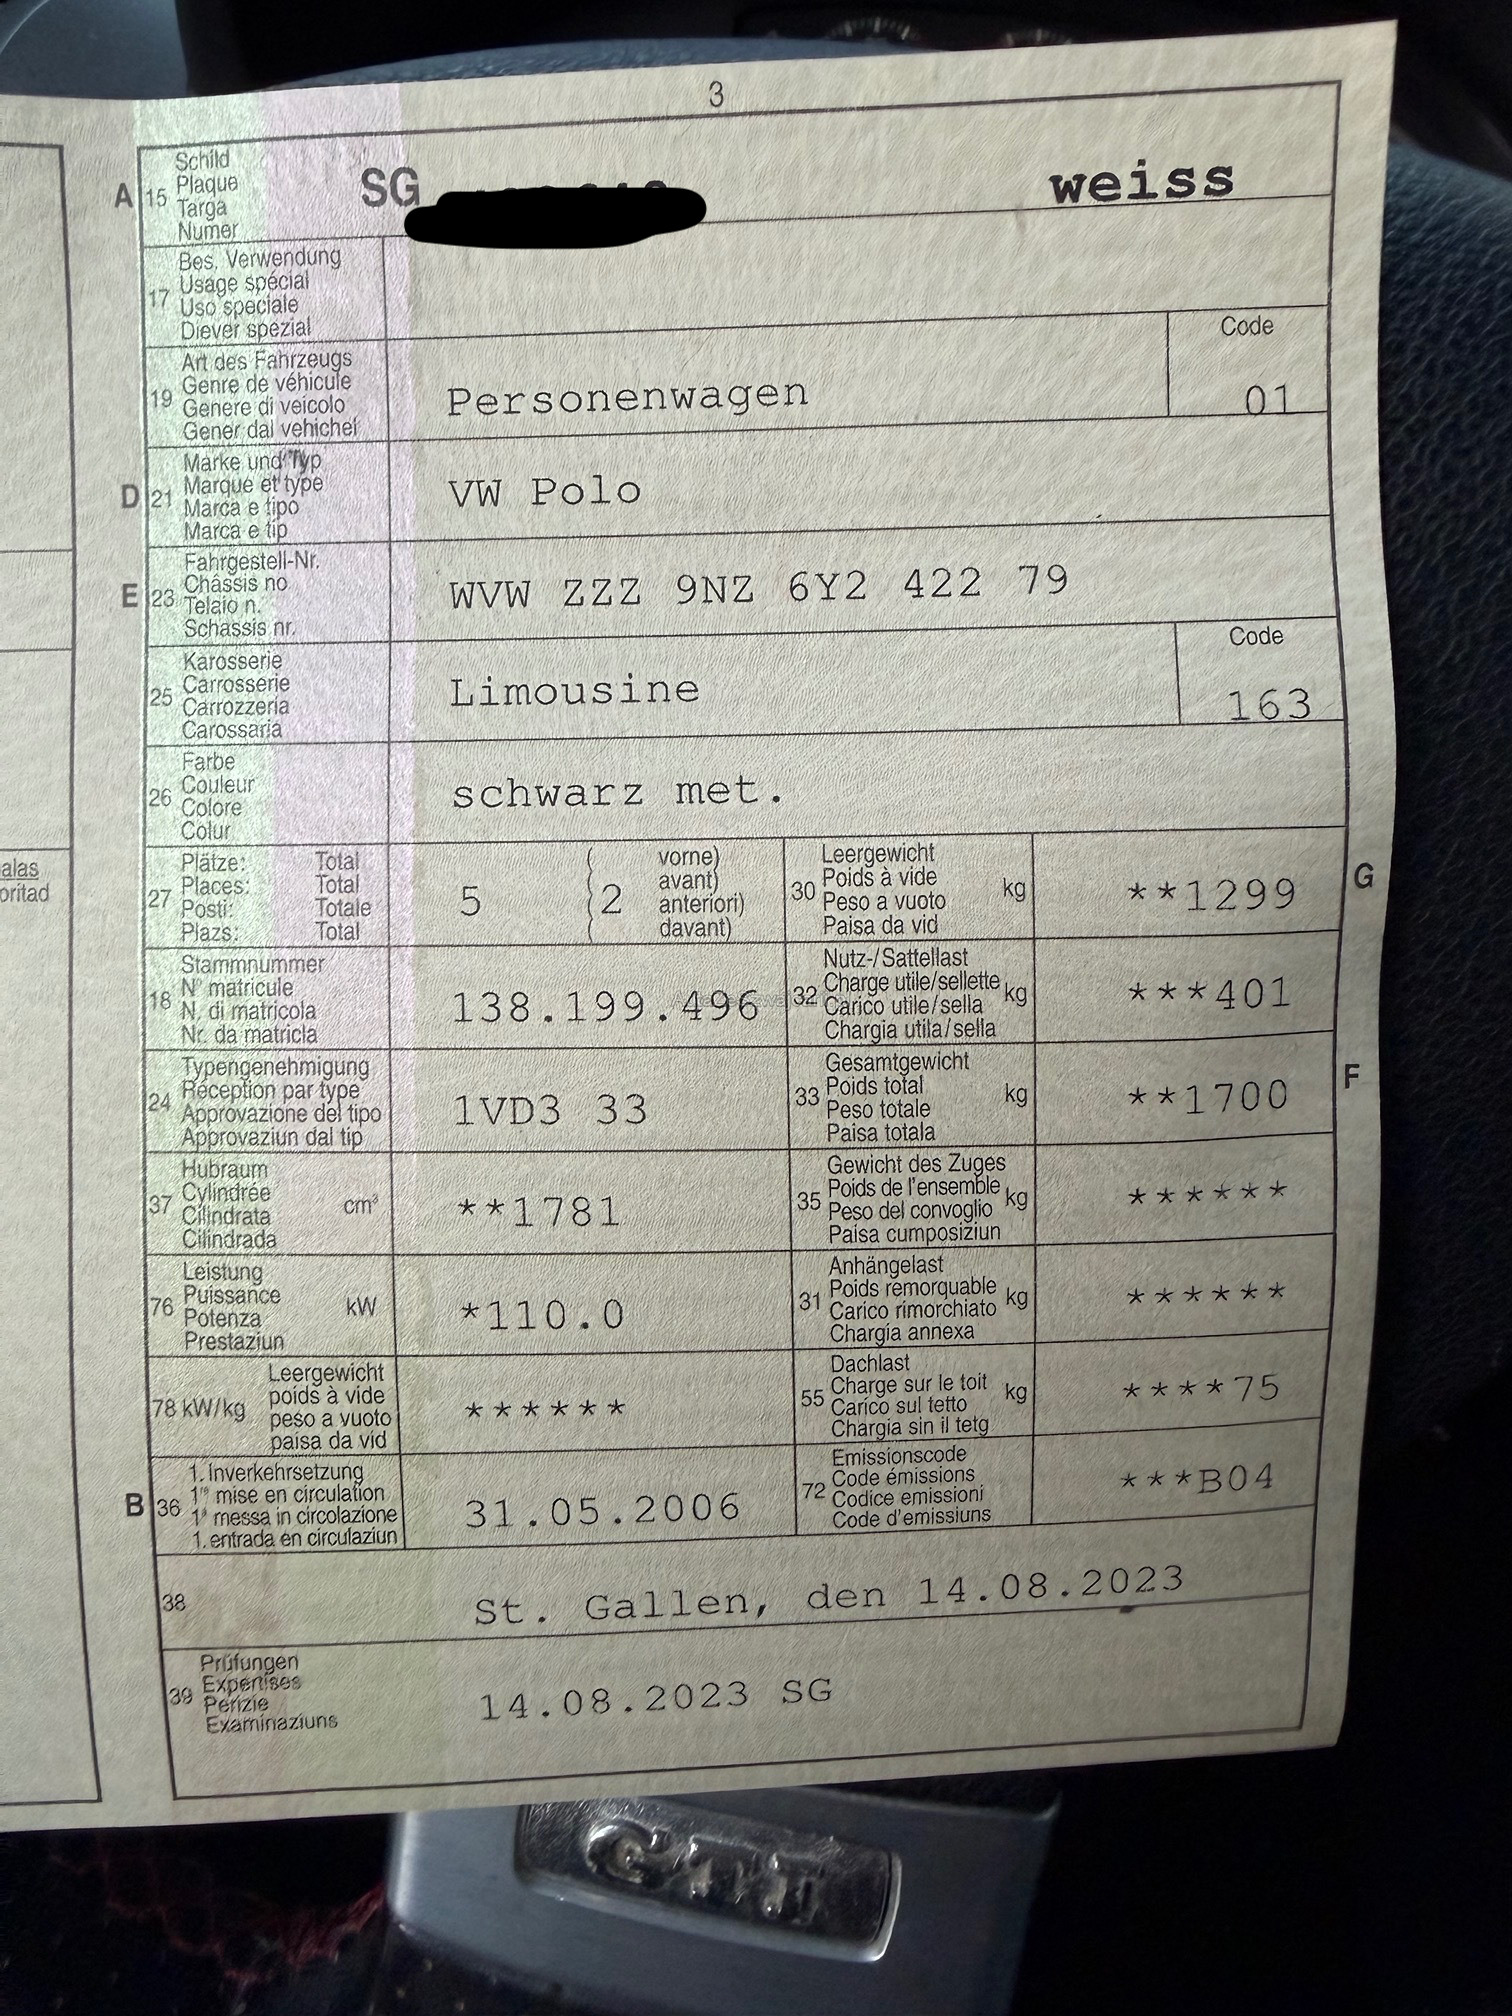 3
A 15 Schild Plaque Targa Numer SG weiss
17 Bes. Verwendung
Usage spécial
Uso speciale
Diever spezial
19 Art des Fahrzeugs
Genre de véhicule
Genere di veicolo
Gener dal vehichel
Personenwagen
Code
01
D 21 Marke und Typ
Marque et type
Marca e tipo
Marca e tip
VW Polo
E 23 Fahrgestell-Nr.
Châssis no
Telaio n.
Schassis nr.
WVW ZZZ 9NZ 6Y2 422 79
25 Karosserie
Carrosserie
Carrozzeria
Carossaria
Limousine
Code
163
26 Farbe
Couleur
Colore
Colur
schwarz met.
27 Plätze: Total
Places: Total
Posti: Totale
Plazs: Total
5 (2 vorne)
avant)
anteriori)
davant)
30 Leergewicht
Poids à vide
Peso a vuoto
Paisa da vid
kg
**1299
G
18 Stammnummer
N° matricule
N. di matricola
Nr. da matricla
138.199.496
32 Nutz-/Sattellast
Charge utile/sellette
Carico utile/sella
Chargia utila/sella
kg
***401
24 Typengenehmigung
Réception par type
Approvazione del tipo
Approvaziun dal tip
1VD3 33
33 Gesamtgewicht
Poids total
Peso totale
Paisa totala
kg
**1700
F
37 Hubraum
Cylindrée
Cilindrata
Cilindrada
cm³
**1781
35 Gewicht des Zuges
Poids de l'ensemble
Peso del convoglio
Paisa cumposiziun
kg
******
76 Leistung
Puissance
Potenza
Prestaziun
kW
*110.0
31 Anhängelast
Poids remorquable
Carico rimorchiato
Chargia annexa
kg
******
78 kW/kg Leergewicht
poids à vide
peso a vuoto
paisa da vid
******
55 Dachlast
Charge sur le toit
Carico sul tetto
Chargia sin il tetg
kg
****75
B 36 1. Inverkehrsetzung
1re mise en circulation
1a messa in circolazione
1. entrada en circulaziun
31.05.2006
72 Emissionscode
Code émissions
Codice emissioni
Code d'emissiuns
***B04
38 St. Gallen, den 14.08.2023
39 Prüfungen
Expertises
Perizie
Examinaziuns
14.08.2023 SG
alas
oritad
GTI